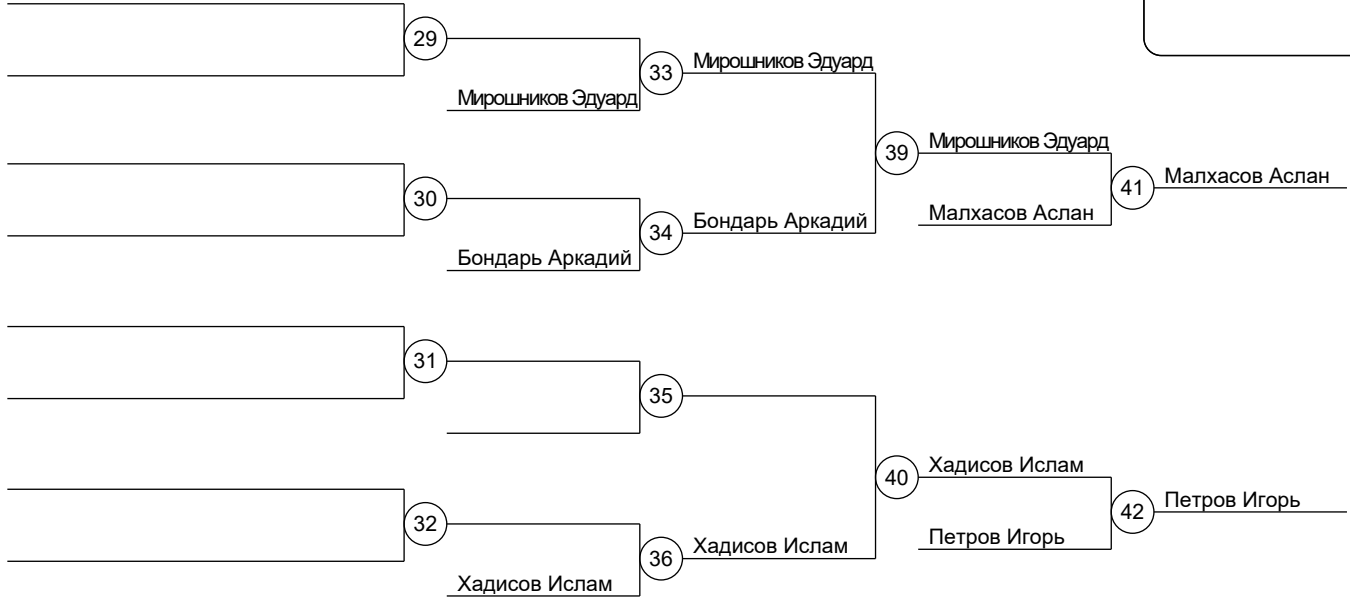 29
33
Мирошников Эдуард
Мирошников Эдуард
39
Мирошников Эдуард
41
Малхасов Аслан
30
34
Бондарь Аркадий
Малхасов Аслан
Бондарь Аркадий
31
35
40
Хадисов Ислам
42
Петров Игорь
32
36
Хадисов Ислам
Петров Игорь
Хадисов Ислам